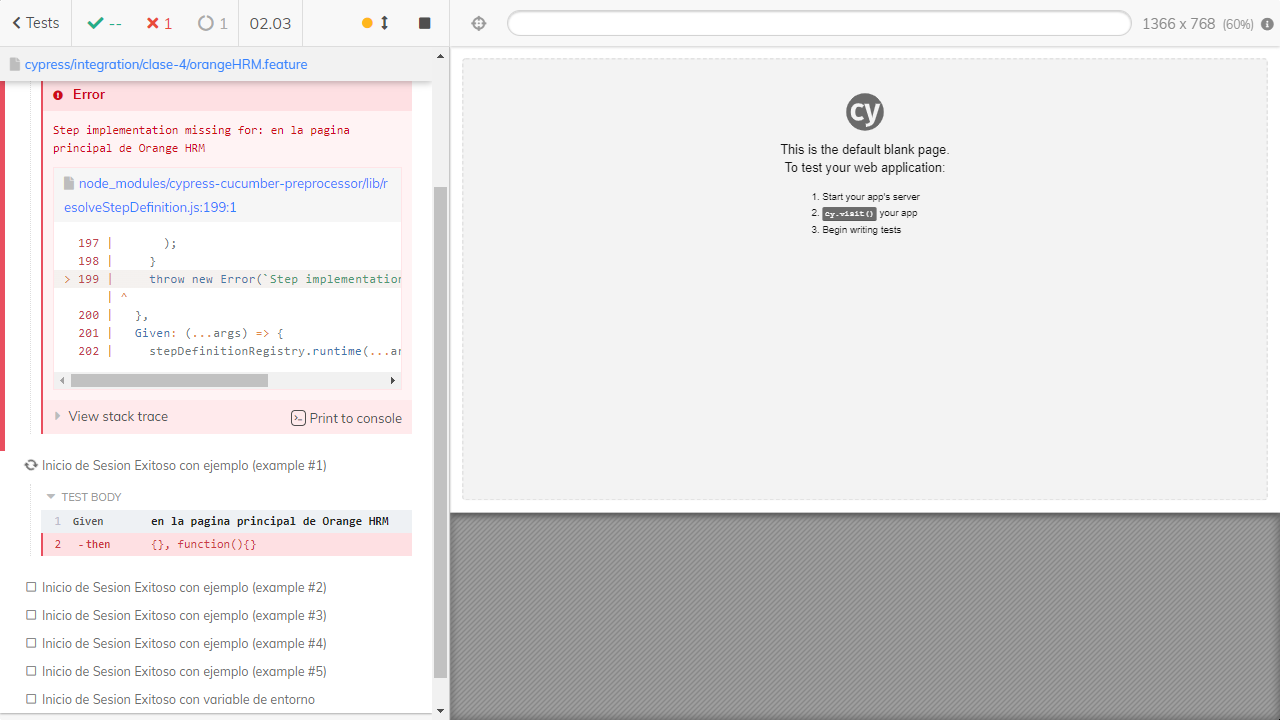 Tests
--
1
1
02.03
1366 x 768 (60%)
cypress/integration/clase-4/orangeHRM.feature
Error
Step implementation missing for: en la pagina
principal de Orange HRM
node_modules/cypress-cucumber-preprocessor/lib/r
esolveStepDefinition.js:199:1
197 | );
198 | }
> 199 | throw new Error(`Step implementation
| ^
200 | },
201 | Given: (...args) => {
202 | stepDefinitionRegistry.runtime(...ar
View stack trace
Print to console
Inicio de Sesion Exitoso con ejemplo (example #1)
TEST BODY
1 Given en la pagina principal de Orange HRM
2 -then {}, function(){}
Inicio de Sesion Exitoso con ejemplo (example #2)
Inicio de Sesion Exitoso con ejemplo (example #3)
Inicio de Sesion Exitoso con ejemplo (example #4)
Inicio de Sesion Exitoso con ejemplo (example #5)
Inicio de Sesion Exitoso con variable de entorno
cy
This is the default blank page.
To test your web application:
1. Start your app's server
2. cy.visit() your app
3. Begin writing tests